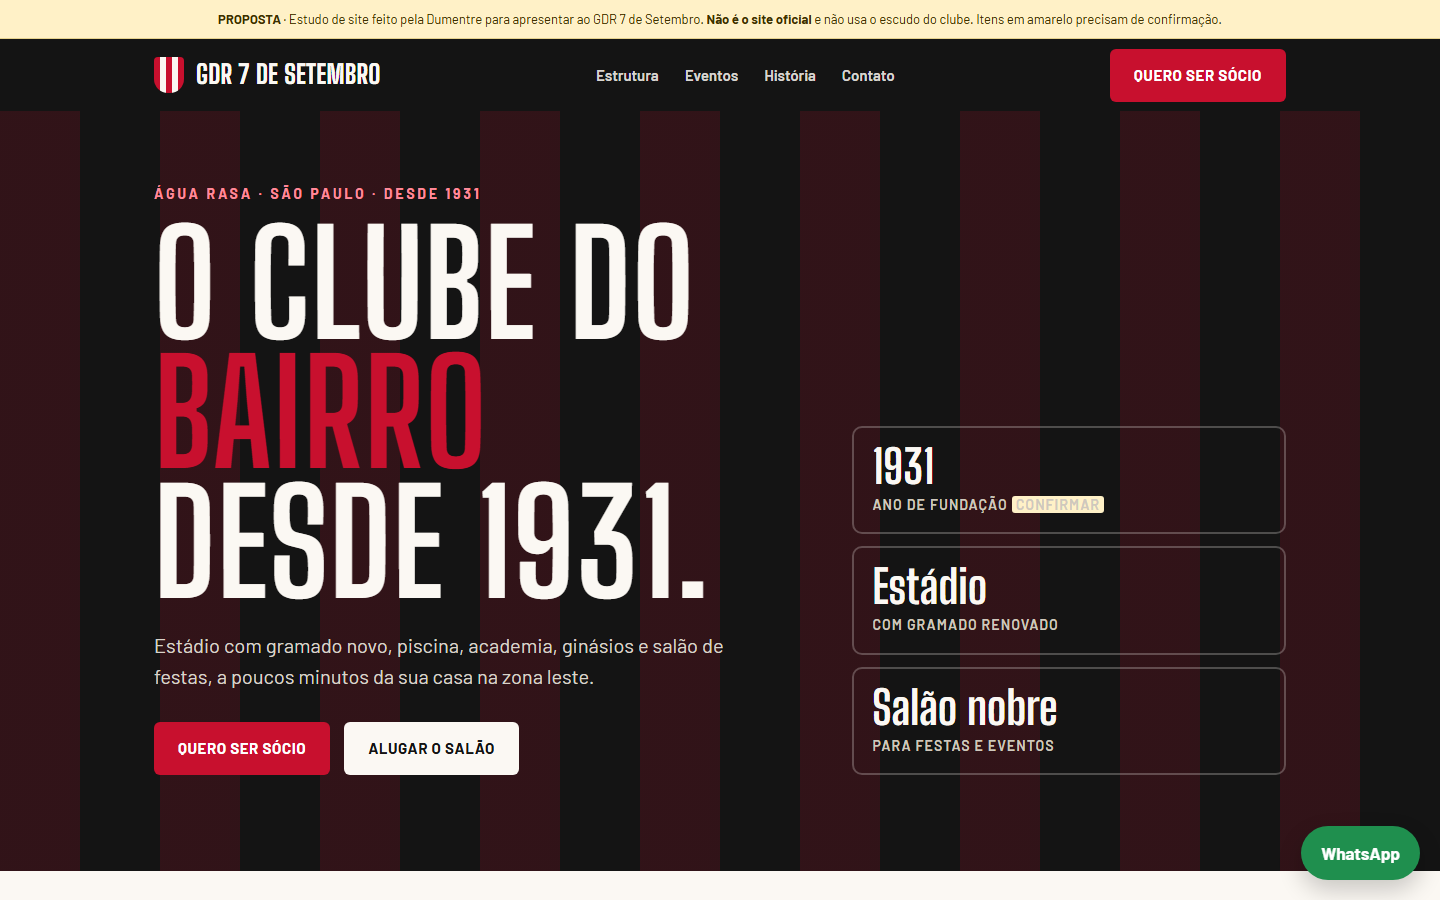 PROPOSTA · Estudo de site feito pela Dumentre para apresentar ao GDR 7 de Setembro. Não é o site oficial e não usa o escudo do clube. Itens em amarelo precisam de confirmação.
GDR 7 DE SETEMBRO
Estrutura
Eventos
História
Contato
QUERO SER SÓCIO
ÁGUA RASA · SÃO PAULO · DESDE 1931
O CLUBE DO
BAIRRO
DESDE 1931.
Estádio com gramado novo, piscina, academia, ginásios e salão de
festas, a poucos minutos da sua casa na zona leste.
QUERO SER SÓCIO
ALUGAR O SALÃO
1931
ANO DE FUNDAÇÃO CONFIRMAR
Estádio
COM GRAMADO RENOVADO
Salão nobre
PARA FESTAS E EVENTOS
WhatsApp